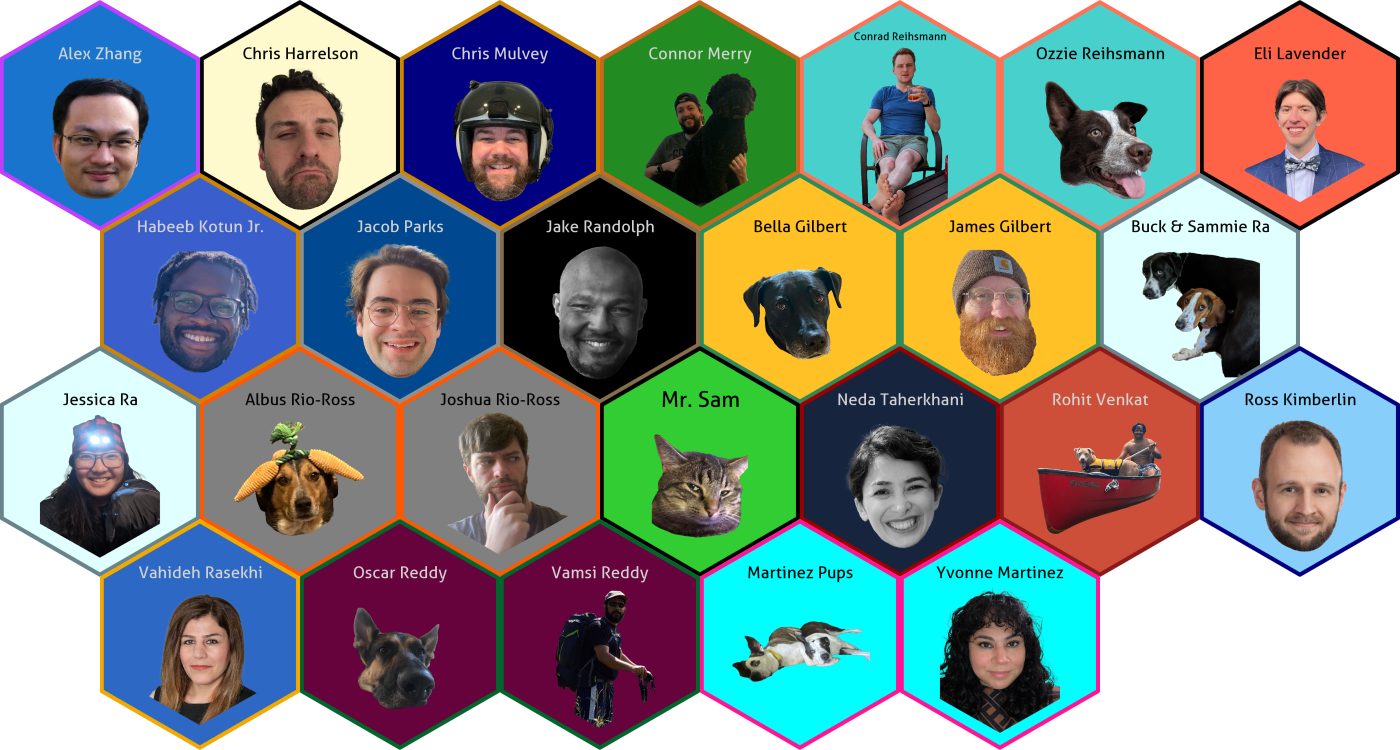 Alex Zhang
Chris Harrelson
Chris Mulvey
Connor Merry
Conrad Reihsmann
Ozzie Reihsmann
Eli Lavender
Habeeb Kotun Jr.
Jacob Parks
Jake Randolph
Bella Gilbert
James Gilbert
Buck & Sammie Ra
Jessica Ra
Albus Rio-Ross
Joshua Rio-Ross
Mr. Sam
Neda Taherkhani
Rohit Venkat
Ross Kimberlin
Vahideh Rasekhi
Oscar Reddy
Vamsi Reddy
Martinez Pups
Yvonne Martinez